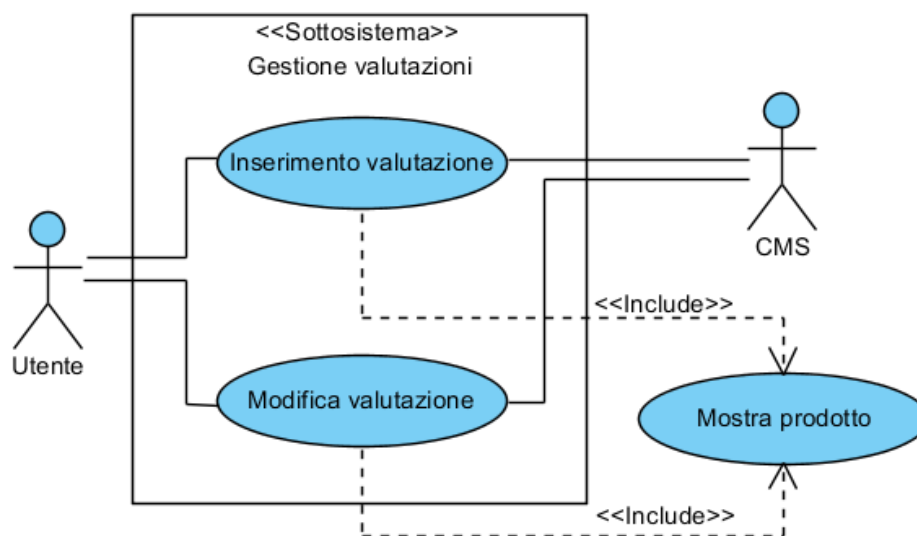 <<Sottosistema>>
Gestione valutazioni
Inserimento valutazione
CMS
<<Include>>
Utente
Modifica valutazione
Mostra prodotto
<<Include>>